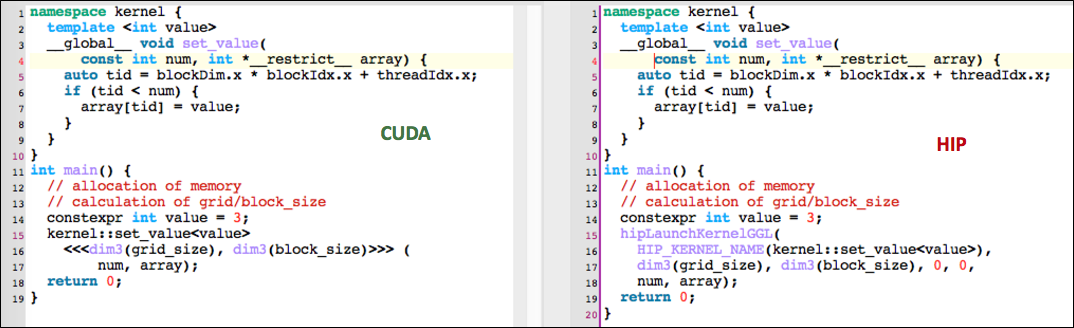 1 namespace kernel {
2 template <int value>
3 __global__ void set_value(
4 const int num, int *__restrict__ array) {
5 auto tid = blockDim.x * blockIdx.x + threadIdx.x;
6 if (tid < num) {
7 array[tid] = value;
8 }
9 }
10 }
11 int main() {
12 // allocation of memory
13 // calculation of grid/block_size
14 constexpr int value = 3;
15 kernel::set_value<value>
16 <<<dim3(grid_size), dim3(block_size)>>> (
17 num, array);
18 return 0;
19 }
CUDA
1 namespace kernel {
2 template <int value>
3 __global__ void set_value(
4 const int num, int *__restrict__ array) {
5 auto tid = blockDim.x * blockIdx.x + threadIdx.x;
6 if (tid < num) {
7 array[tid] = value;
8 }
9 }
10 }
11 int main() {
12 // allocation of memory
13 // calculation of grid/block_size
14 constexpr int value = 3;
15 hipLaunchKernelGGL(
16 HIP_KERNEL_NAME(kernel::set_value<value>),
17 dim3(grid_size), dim3(block_size), 0, 0,
18 num, array);
19 return 0;
20 }
HIP